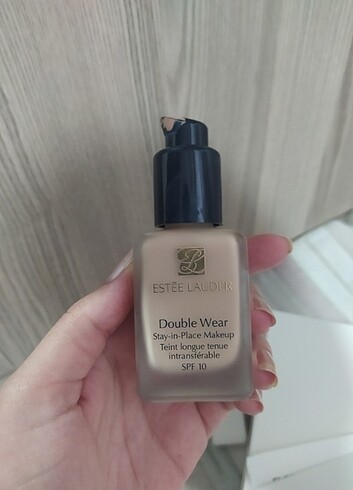 ESTĒE LAUDER
Double Wear
Stay-in-Place Makeup
Teint longue tenue
intransférable
SPF 10